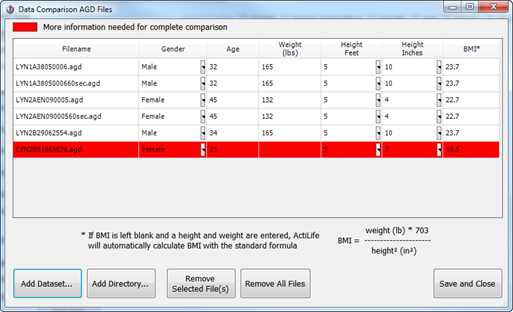 Data Comparison AGD Files
More information needed for complete comparison
Filename Gender Age Weight (lbs) Height Feet Height Inches BMI*
LYN1A38050006.agd Male 32 165 5 10 23.7
LYN1A3805000660sec.agd Male 32 165 5 10 23.7
LYN2AEN090005.agd Female 45 132 5 4 22.7
LYN2AEN09000560sec.agd Female 45 132 5 4 22.7
LYN2B29062554.agd Male 34 165 5 10 23.7
Female 21 5 3 19.5
* If BMI is left blank and a height and weight are entered, ActiLife
will automatically calculate BMI with the standard formula
BMI = weight (lb) * 703
---------------------
height² (in²)
Add Dataset... Add Directory... Remove Selected File(s) Remove All Files Save and Close